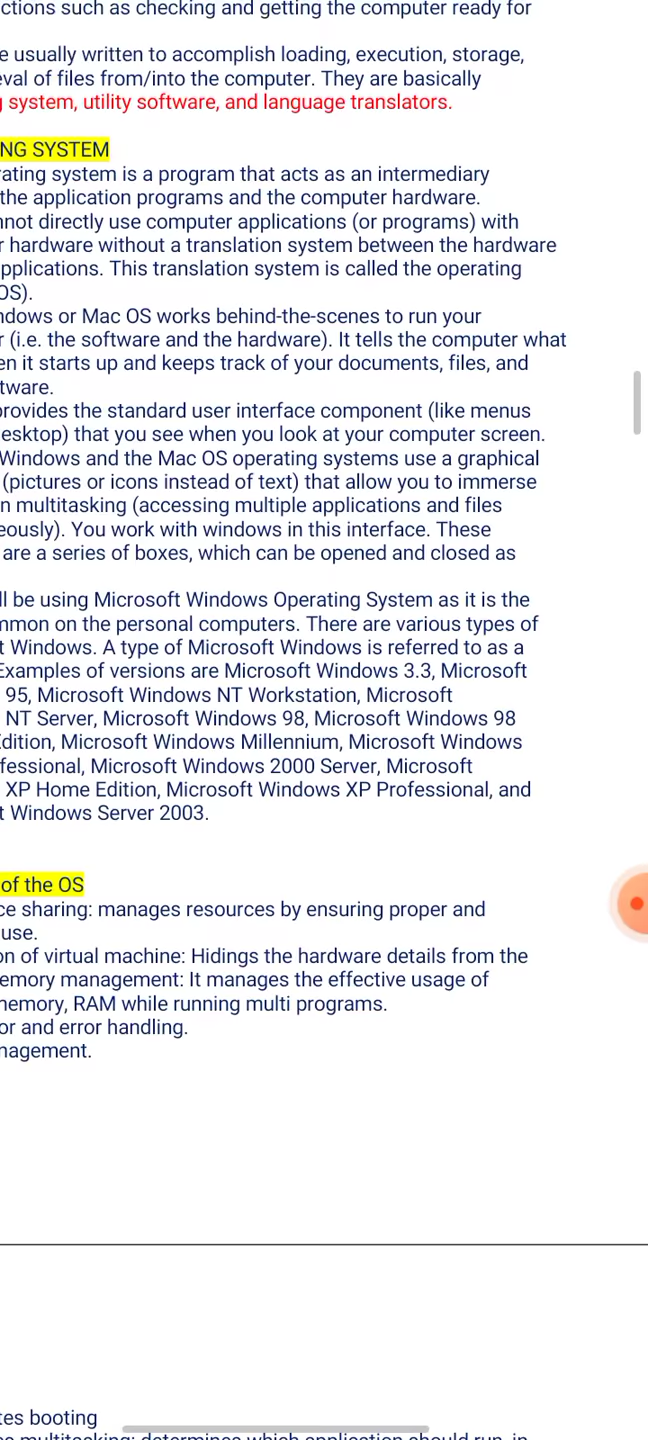 ctions such as checking and getting the computer ready for
e usually written to accomplish loading, execution, storage,
eval of files from/into the computer. They are basically
g system, utility software, and language translators.
NG SYSTEM
rating system is a program that acts as an intermediary
the application programs and the computer hardware.
nnot directly use computer applications (or programs) with
r hardware without a translation system between the hardware
pplications. This translation system is called the operating
OS).
ndows or Mac OS works behind-the-scenes to run your
r (i.e. the software and the hardware). It tells the computer what
en it starts up and keeps track of your documents, files, and
tware.
provides the standard user interface component (like menus
esktop) that you see when you look at your computer screen.
Windows and the Mac OS operating systems use a graphical
(pictures or icons instead of text) that allow you to immerse
n multitasking (accessing multiple applications and files
eously). You work with windows in this interface. These
are a series of boxes, which can be opened and closed as
ll be using Microsoft Windows Operating System as it is the
mmon on the personal computers. There are various types of
t Windows. A type of Microsoft Windows is referred to as a
Examples of versions are Microsoft Windows 3.3, Microsoft
95, Microsoft Windows NT Workstation, Microsoft
NT Server, Microsoft Windows 98, Microsoft Windows 98
Edition, Microsoft Windows Millennium, Microsoft Windows
fessional, Microsoft Windows 2000 Server, Microsoft
XP Home Edition, Microsoft Windows XP Professional, and
t Windows Server 2003.
of the OS
ce sharing: manages resources by ensuring proper and
use.
on of virtual machine: Hidings the hardware details from the
emory management: It manages the effective usage of
memory, RAM while running multi programs.
or and error handling.
nagement.
tes booting
multitasking: determines which application should run, in